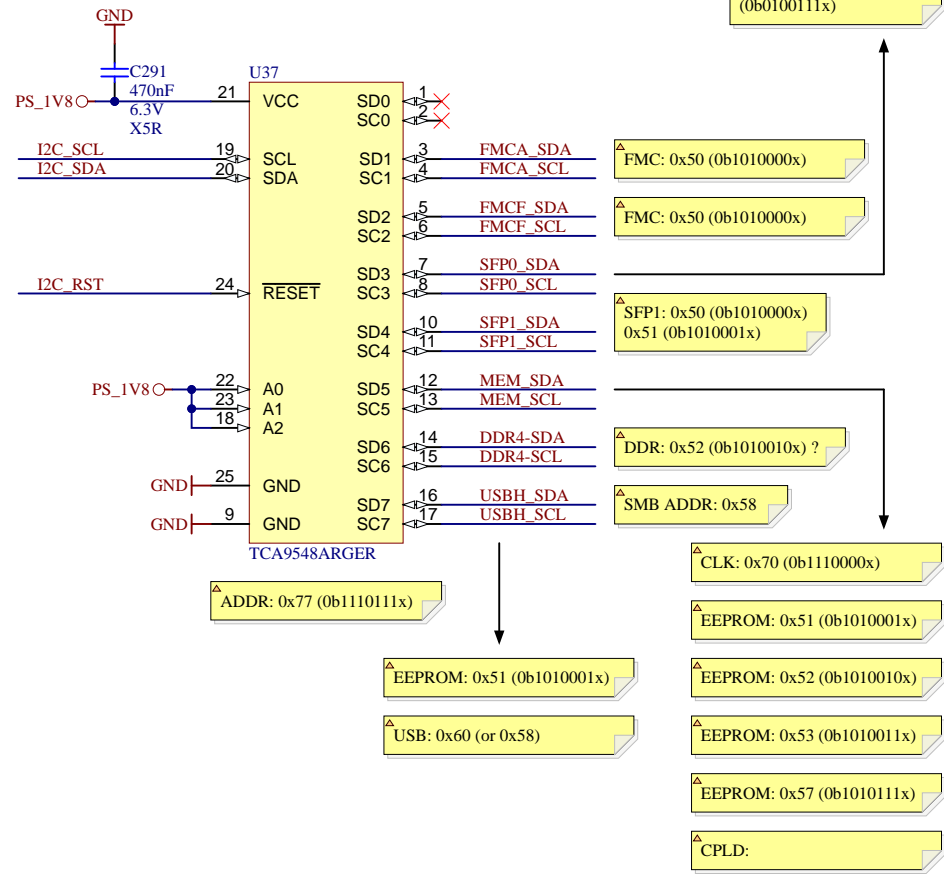 (0b0100111x)
GND
C291
470nF
6.3V
X5R
PS_1V8
U37
21 VCC SD0 1
SC0 2
I2C_SCL 19 SCL SD1 3 FMCA_SDA
I2C_SDA 20 SDA SC1 4 FMCA_SCL
FMC: 0x50 (0b1010000x)
SD2 5 FMCF_SDA
SC2 6 FMCF_SCL
FMC: 0x50 (0b1010000x)
SD3 7 SFP0_SDA
I2C_RST 24 RESET SC3 8 SFP0_SCL
SFP1: 0x50 (0b1010000x)
0x51 (0b1010001x)
SD4 10 SFP1_SDA
SC4 11 SFP1_SCL
PS_1V8 22 A0 SD5 12 MEM_SDA
23 A1 SC5 13 MEM_SCL
18 A2
SD6 14 DDR4-SDA
SC6 15 DDR4-SCL
DDR: 0x52 (0b1010010x) ?
GND 25 GND
SD7 16 USBH_SDA
GND 9 GND SC7 17 USBH_SCL
SMB ADDR: 0x58
TCA9548ARGER
ADDR: 0x77 (0b1110111x)
EEPROM: 0x51 (0b1010001x)
USB: 0x60 (or 0x58)
CLK: 0x70 (0b1110000x)
EEPROM: 0x51 (0b1010001x)
EEPROM: 0x52 (0b1010010x)
EEPROM: 0x53 (0b1010011x)
EEPROM: 0x57 (0b1010111x)
CPLD: